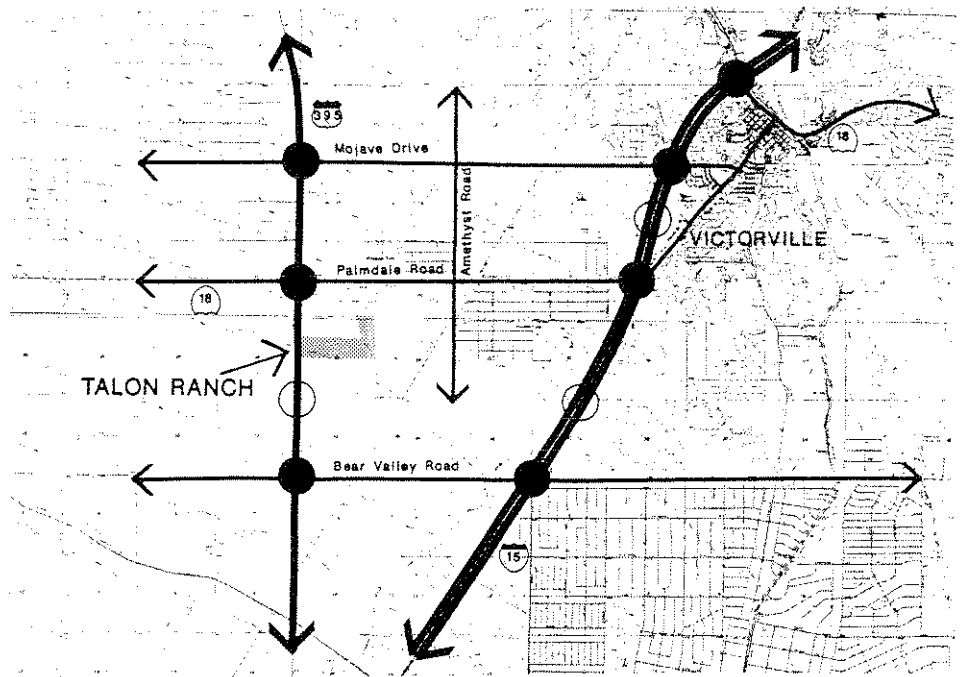 395
Mojave Drive
18
Amethyst Road
VICTORVILLE
Palmdale Road
18
TALON RANCH
Bear Valley Road
15